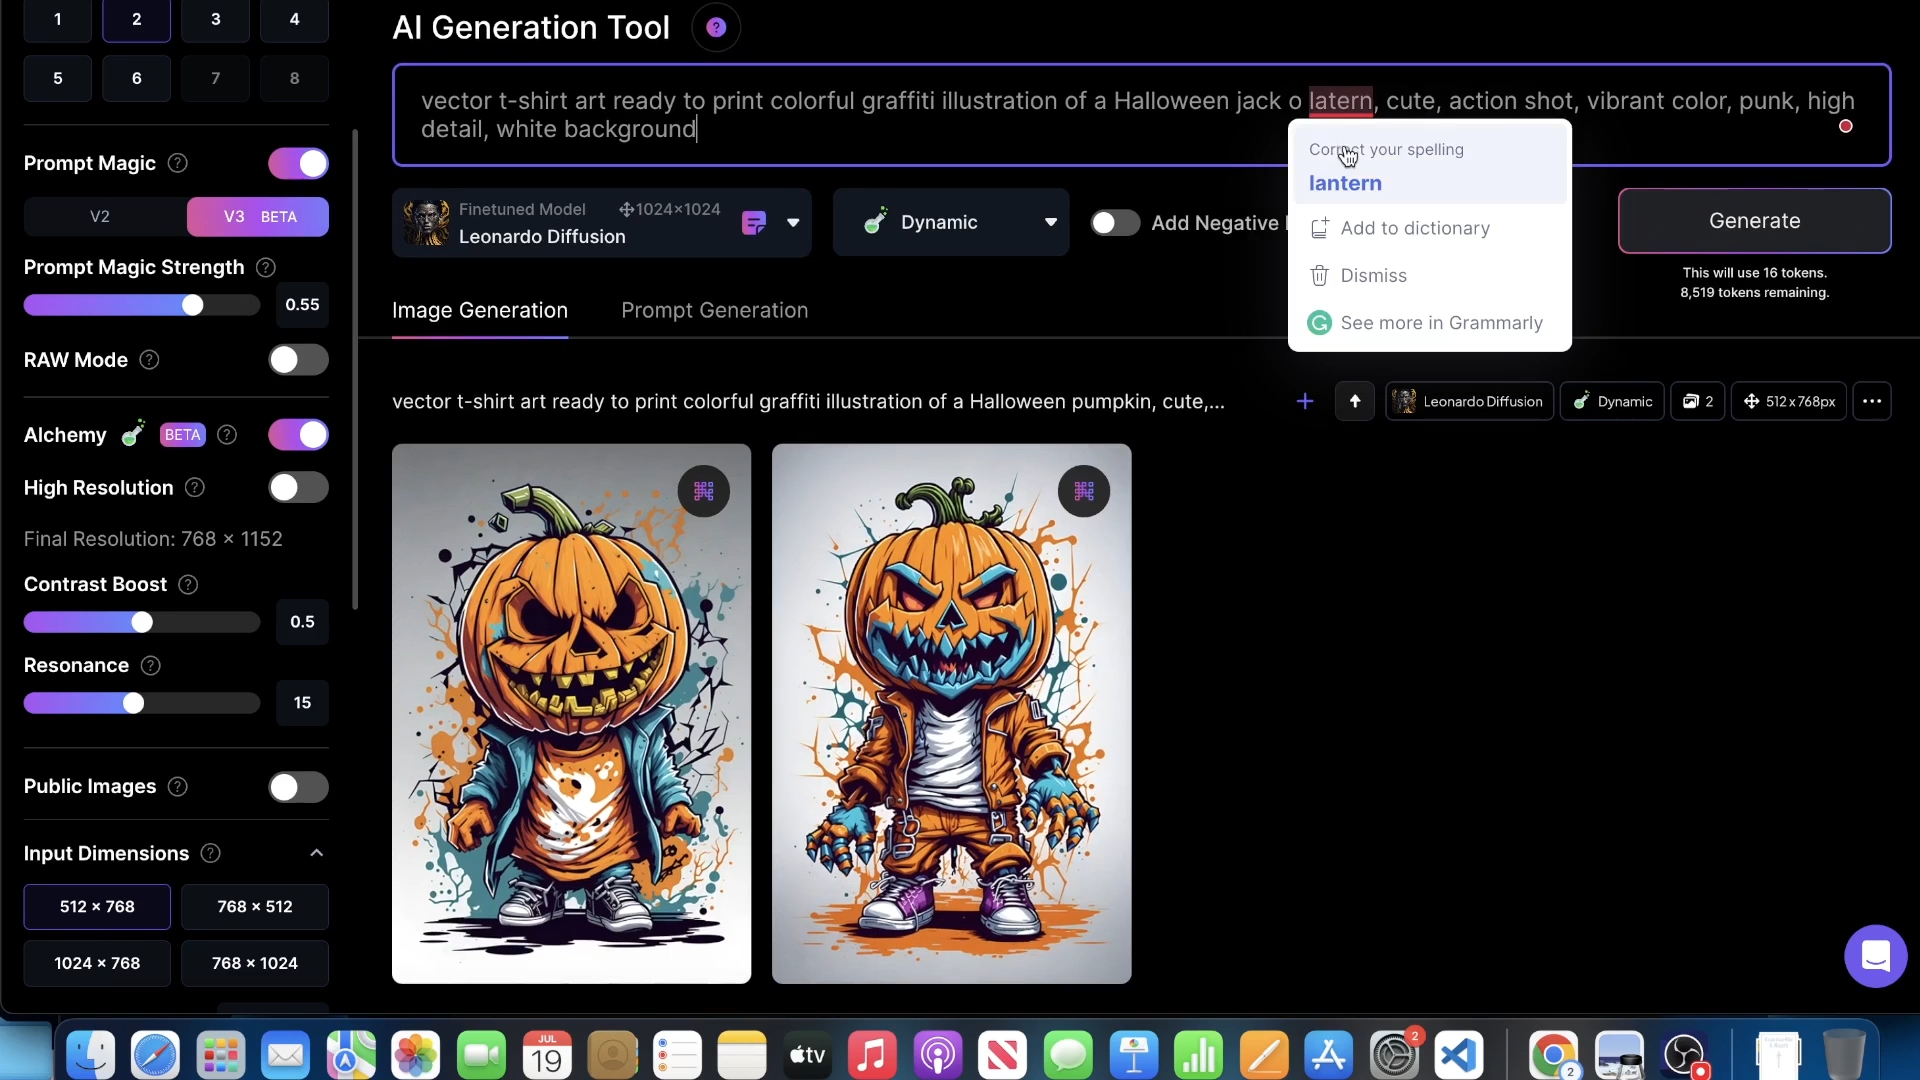 1 2 3 4
AI Generation Tool ?
5 6 7 8
vector t-shirt art ready to print colorful graffiti illustration of a Halloween jack o latern, cute, action shot, vibrant color, punk, high
detail, white background
Correct your spelling
lantern
Add to dictionary
Dismiss
See more in Grammarly
Prompt Magic ?
V2 V3 BETA
Prompt Magic Strength ?
0.55
RAW Mode ?
Alchemy BETA ?
High Resolution ?
Final Resolution: 768 × 1152
Contrast Boost ?
0.5
Resonance ?
15
Public Images ?
Input Dimensions ?
512 × 768 768 × 512
1024 × 768 768 × 1024
Finetuned Model 1024×1024
Leonardo Diffusion
Dynamic
Add Negative
Generate
This will use 16 tokens.
8,519 tokens remaining.
Image Generation Prompt Generation
vector t-shirt art ready to print colorful graffiti illustration of a Halloween pumpkin, cute,...
Leonardo Diffusion Dynamic 2 512x768px
JUL
19
tv
2
2